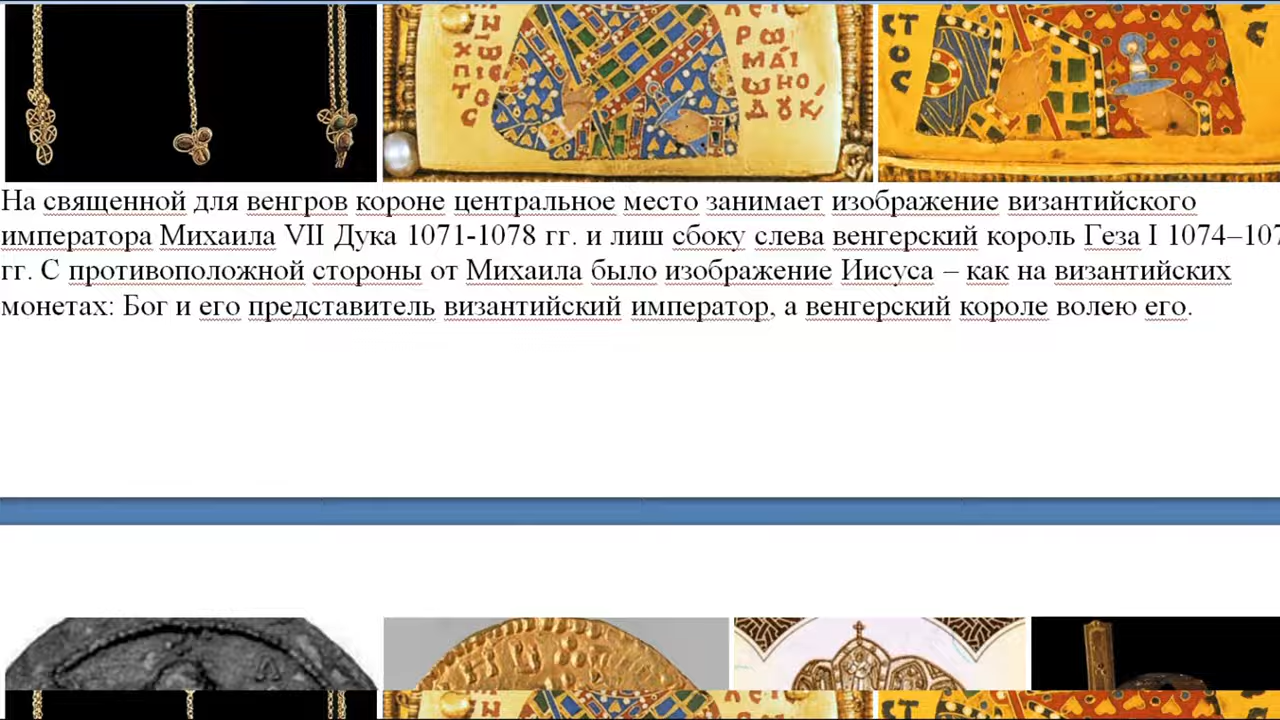 На священной для венгров короне центральное место занимает изображение византийского
императора Михаила VII Дука 1071-1078 гг. и лиш сбоку слева венгерский король Геза I 1074–107
гг. С противоположной стороны от Михаила было изображение Иисуса – как на византийских
монетах: Бог и его представитель византийский император, а венгерский короле волею его.